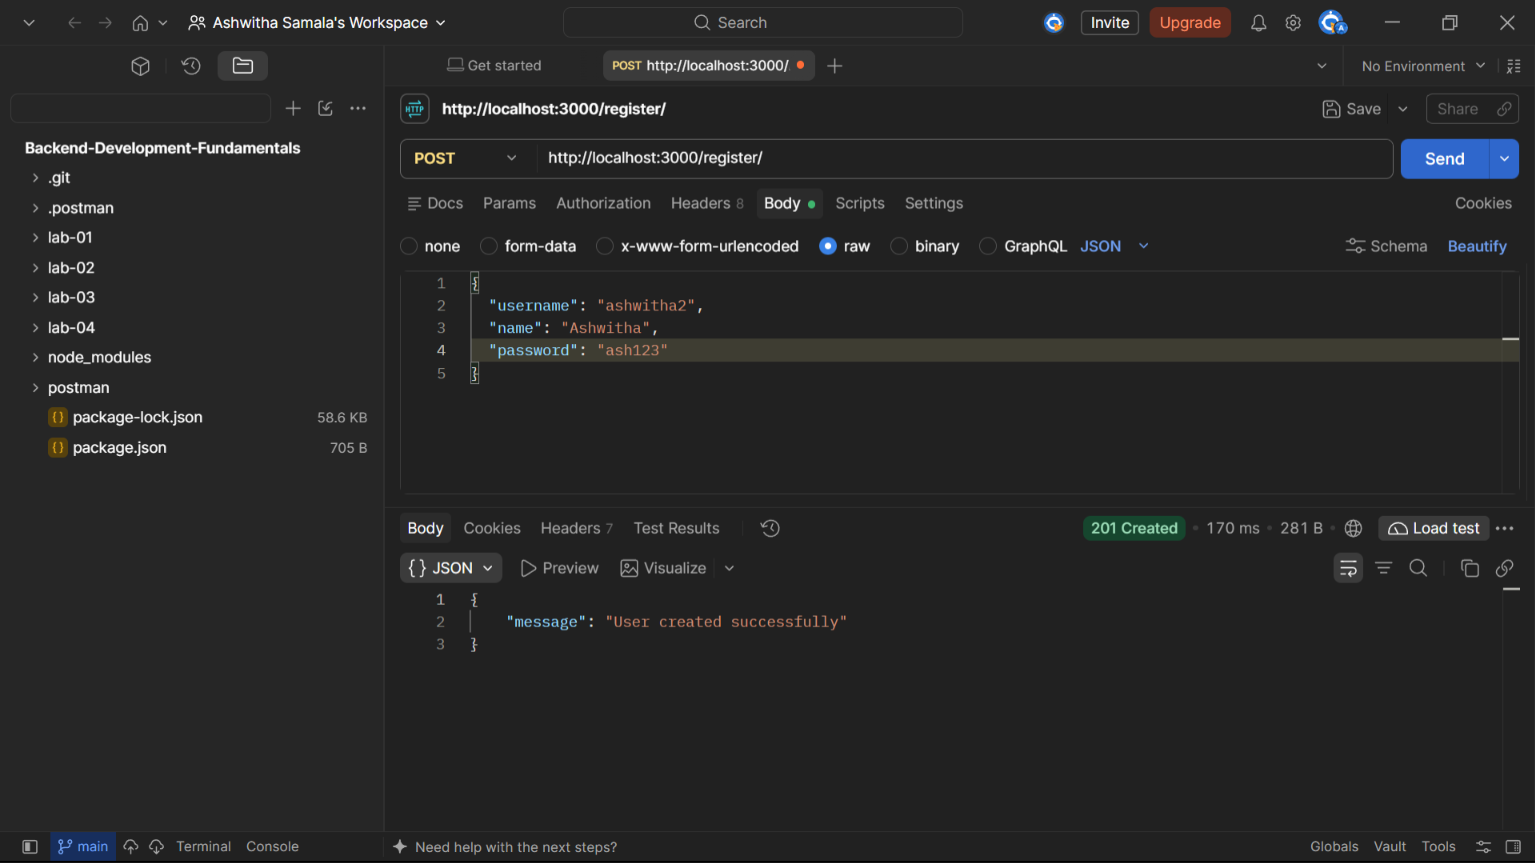 Ashwitha Samala's Workspace
Search
Invite
Upgrade
Get started
POST http://localhost:3000/.
No Environment
HTTP http://localhost:3000/register/
Save
Share
Backend-Development-Fundamentals
.git
.postman
lab-01
lab-02
lab-03
lab-04
node_modules
postman
{} package-lock.json 58.6 KB
{} package.json 705 B
POST http://localhost:3000/register/
Send
Docs Params Authorization Headers 8 Body Scripts Settings Cookies
none form-data x-www-form-urlencoded raw binary GraphQL JSON Schema Beautify
1 {
2 "username": "ashwitha2",
3 "name": "Ashwitha",
4 "password": "ash123"
5 }
Body Cookies Headers 7 Test Results 201 Created 170 ms 281 B Load test
{} JSON Preview Visualize
1 {
2 "message": "User created successfully"
3 }
main Terminal Console Need help with the next steps? Globals Vault Tools